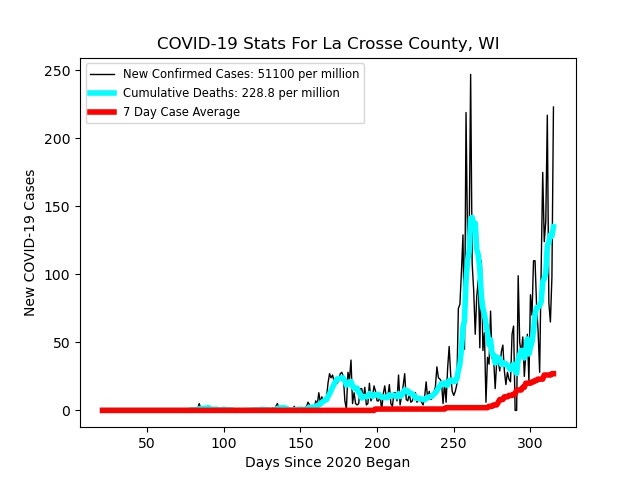 COVID-19 Stats For La Crosse County, WI
New Confirmed Cases: 51100 per million
Cumulative Deaths: 228.8 per million
7 Day Case Average
New COVID-19 Cases
250
200
150
100
50
0
50 100 150 200 250 300
Days Since 2020 Began